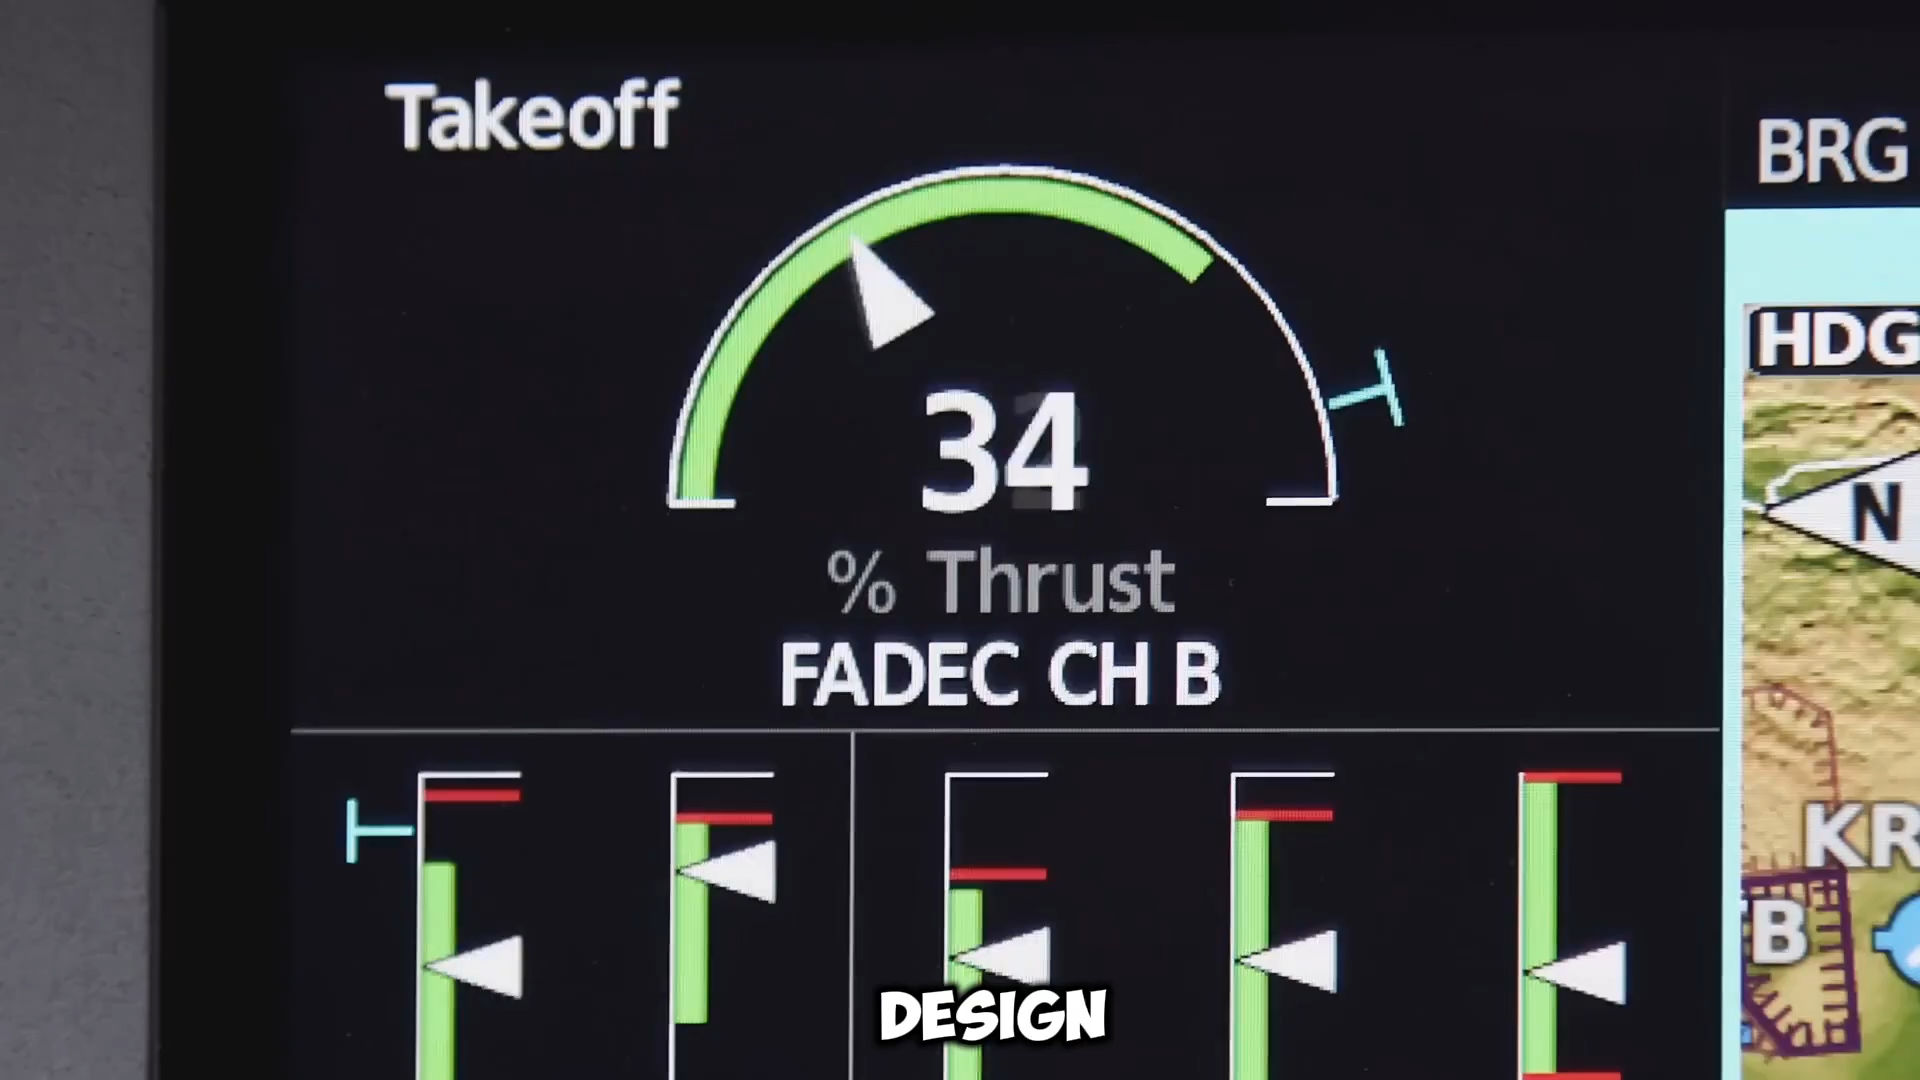 Takeoff
BRG
HDG
34
N
% Thrust
FADEC CH B
KR
B
DESIGN